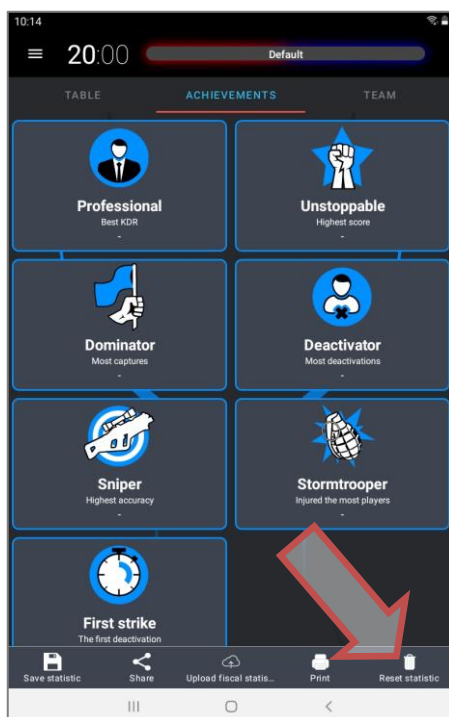 10:14
20:00
Default
TABLE ACHIEVEMENTS TEAM
Professional
Best KDR
-
Unstoppable
Highest score
-
Dominator
Most captures
-
Deactivator
Most deactivations
-
Sniper
Highest accuracy
-
Stormtrooper
Injured the most players
-
First strike
The first deactivation
Save statistic Share Upload fiscal statis... Print Reset statistic